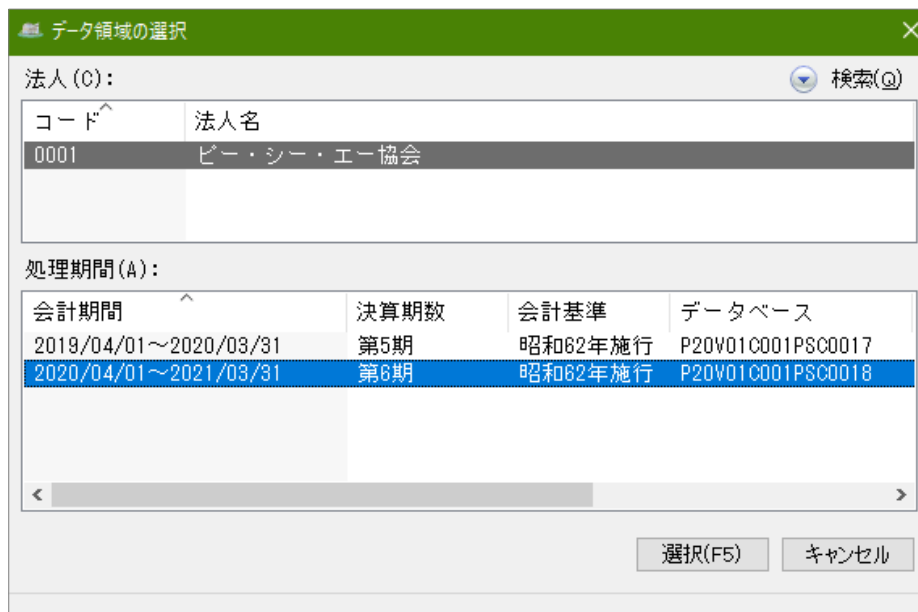 データ領域の選択
法人(C):
検索(Q)
コード 法人名
0001 ピー・シー・エー協会
処理期間(A):
会計期間 決算期数 会計基準 データベース
2019/04/01～2020/03/31 第5期 昭和62年施行 P20V01C001PSC0017
2020/04/01～2021/03/31 第6期 昭和62年施行 P20V01C001PSC0018
選択(F5) キャンセル